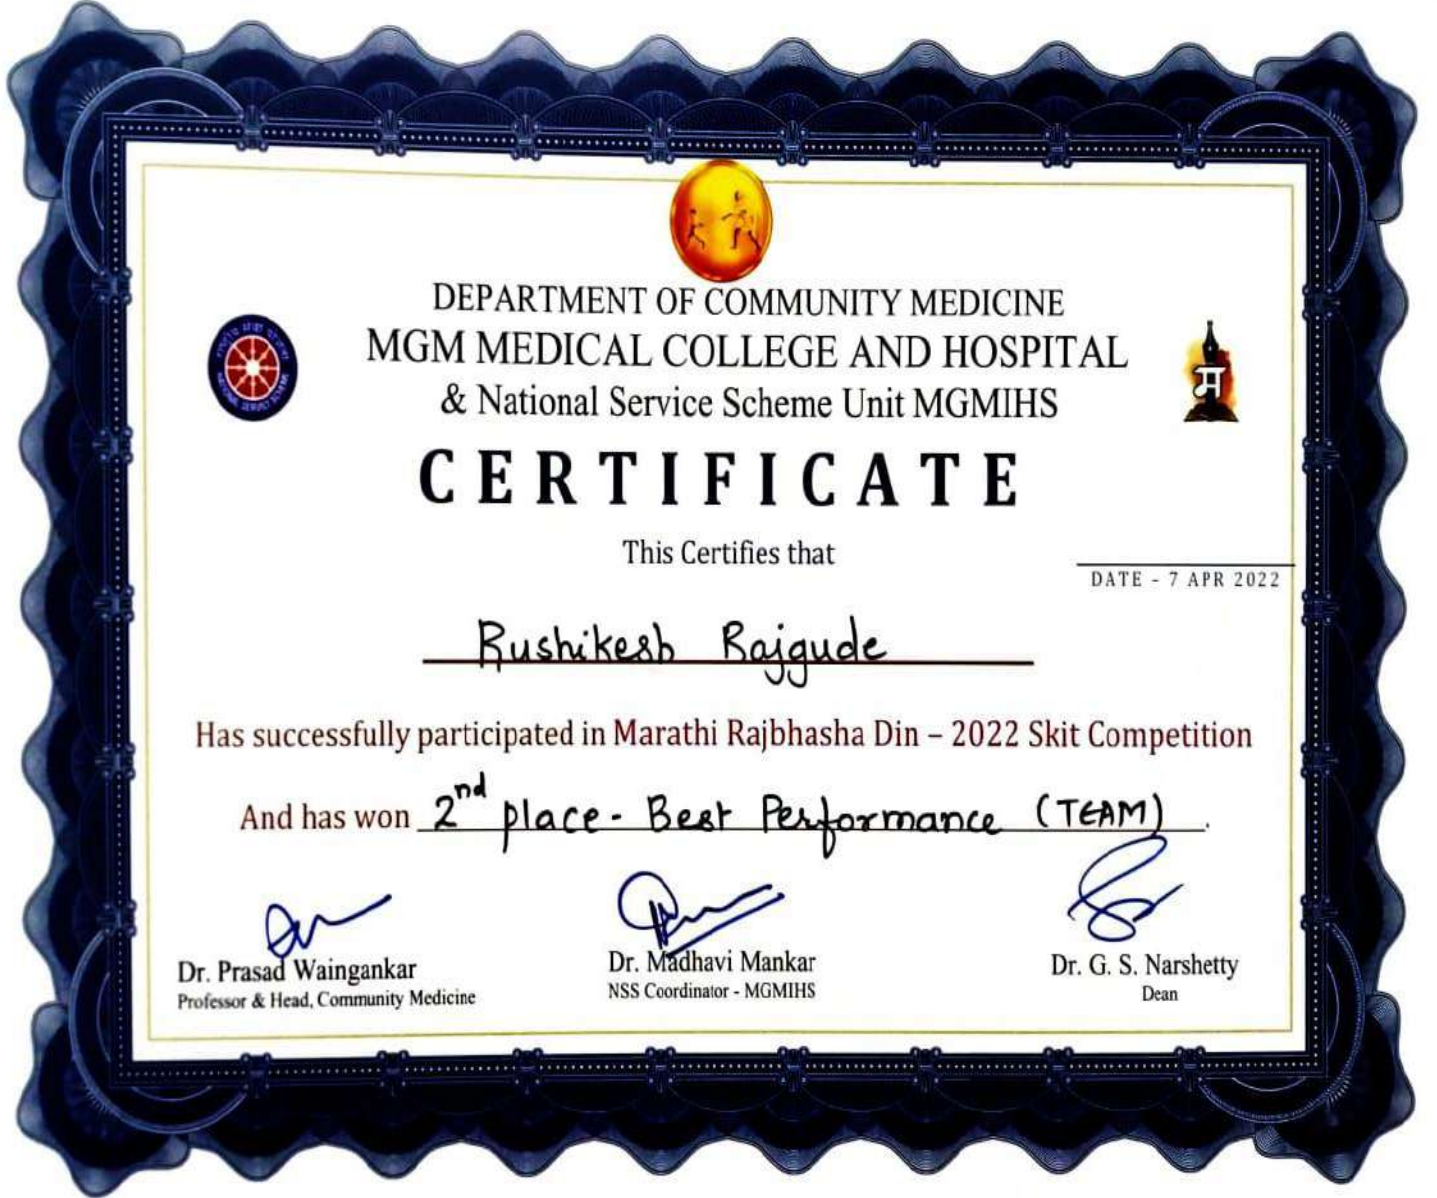 DEPARTMENT OF COMMUNITY MEDICINE
MGM MEDICAL COLLEGE AND HOSPITAL
& National Service Scheme Unit MGMIHS
NATIONAL SERVICE SCHEME
म
CERTIFICATE
This Certifies that
DATE - 7 APR 2022
Rushikesh Rajgude
Has successfully participated in Marathi Rajbhasha Din – 2022 Skit Competition
And has won 2nd place - Best Performance (TEAM).
Dr. Prasad Waingankar
Professor & Head, Community Medicine
Dr. Madhavi Mankar
NSS Coordinator - MGMIHS
Dr. G. S. Narshetty
Dean